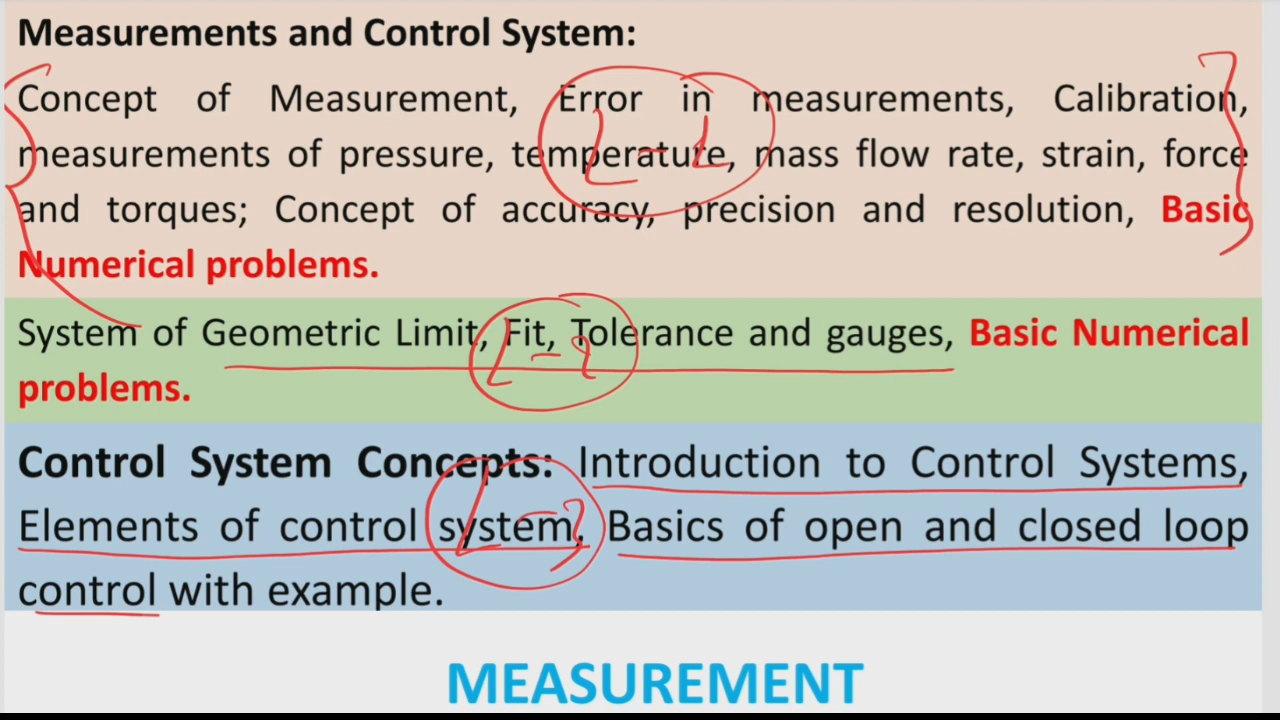 Measurements and Control System:
Concept of Measurement, Error in measurements, Calibration,
measurements of pressure, temperature, mass flow rate, strain, force
and torques; Concept of accuracy, precision and resolution, Basic
Numerical problems.
L-1
System of Geometric Limit, Fit, Tolerance and gauges, Basic Numerical
problems.
L-2
Control System Concepts: Introduction to Control Systems,
Elements of control system, Basics of open and closed loop
control with example.
L-3
MEASUREMENT